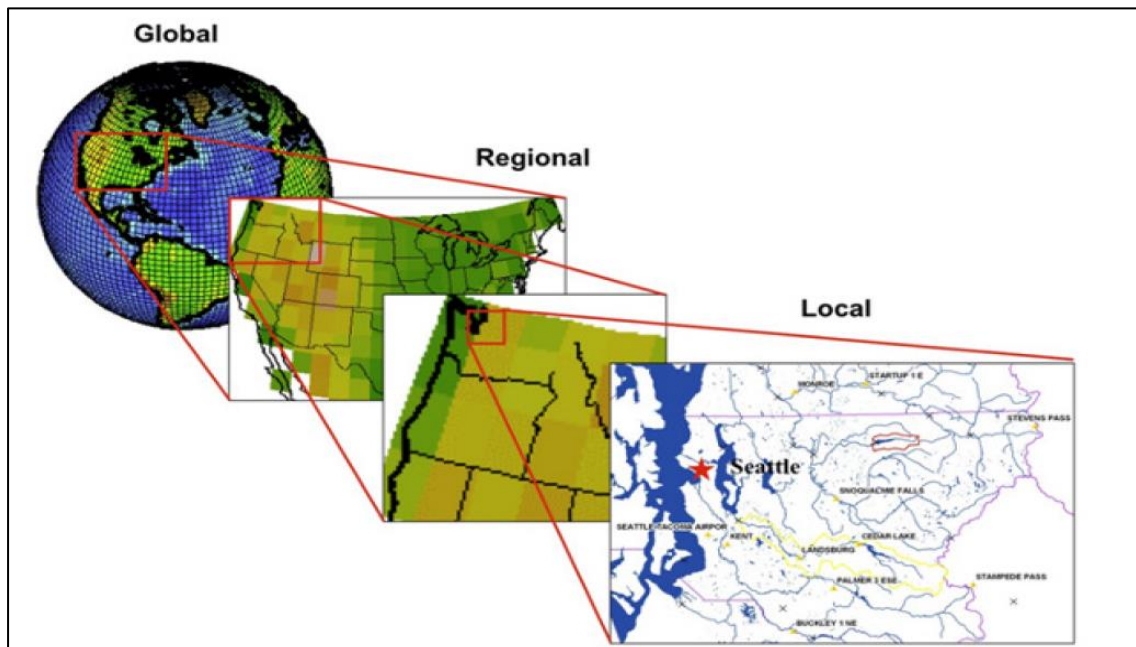 Global
Regional
Local
MONROE
STARTUP 1 E
STEVENS PASS
Seattle
SNOQUALMIE FALLS
SEATTLE-TACOMA AIRPOR
KENT
CEDAR LAKE
LANDSBURG
PALMER 3 ESE
STAMPEDE PASS
BUCKLEY 1 NE